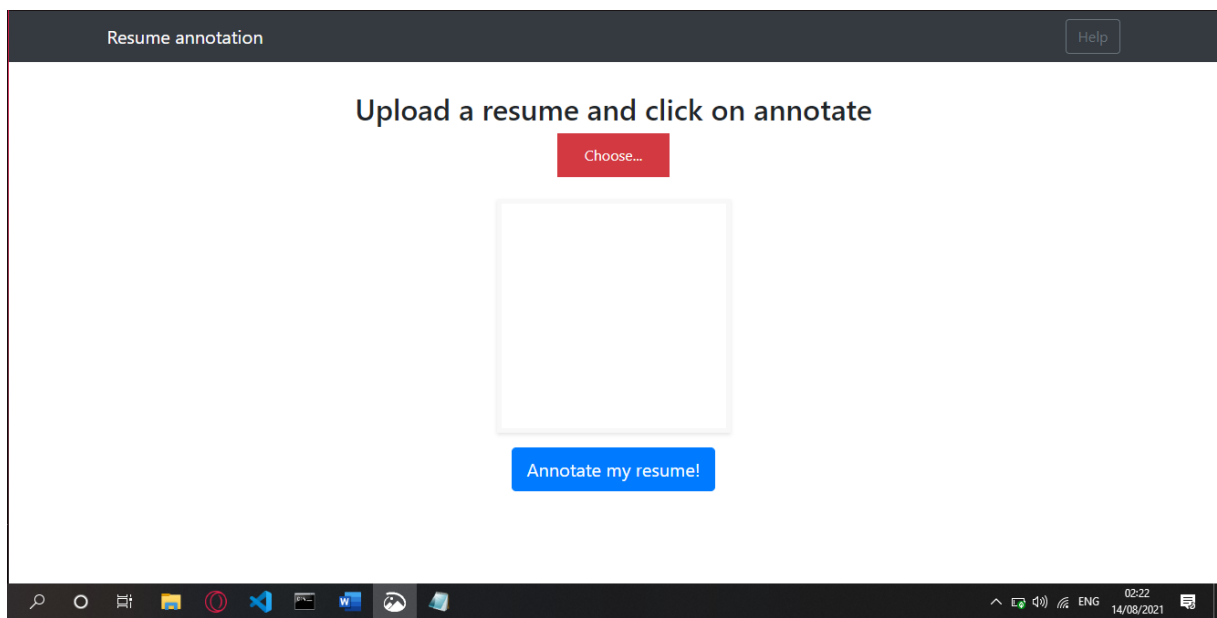 Resume annotation
Help
Upload a resume and click on annotate
Choose...
Annotate my resume!
ENG
02:22
14/08/2021